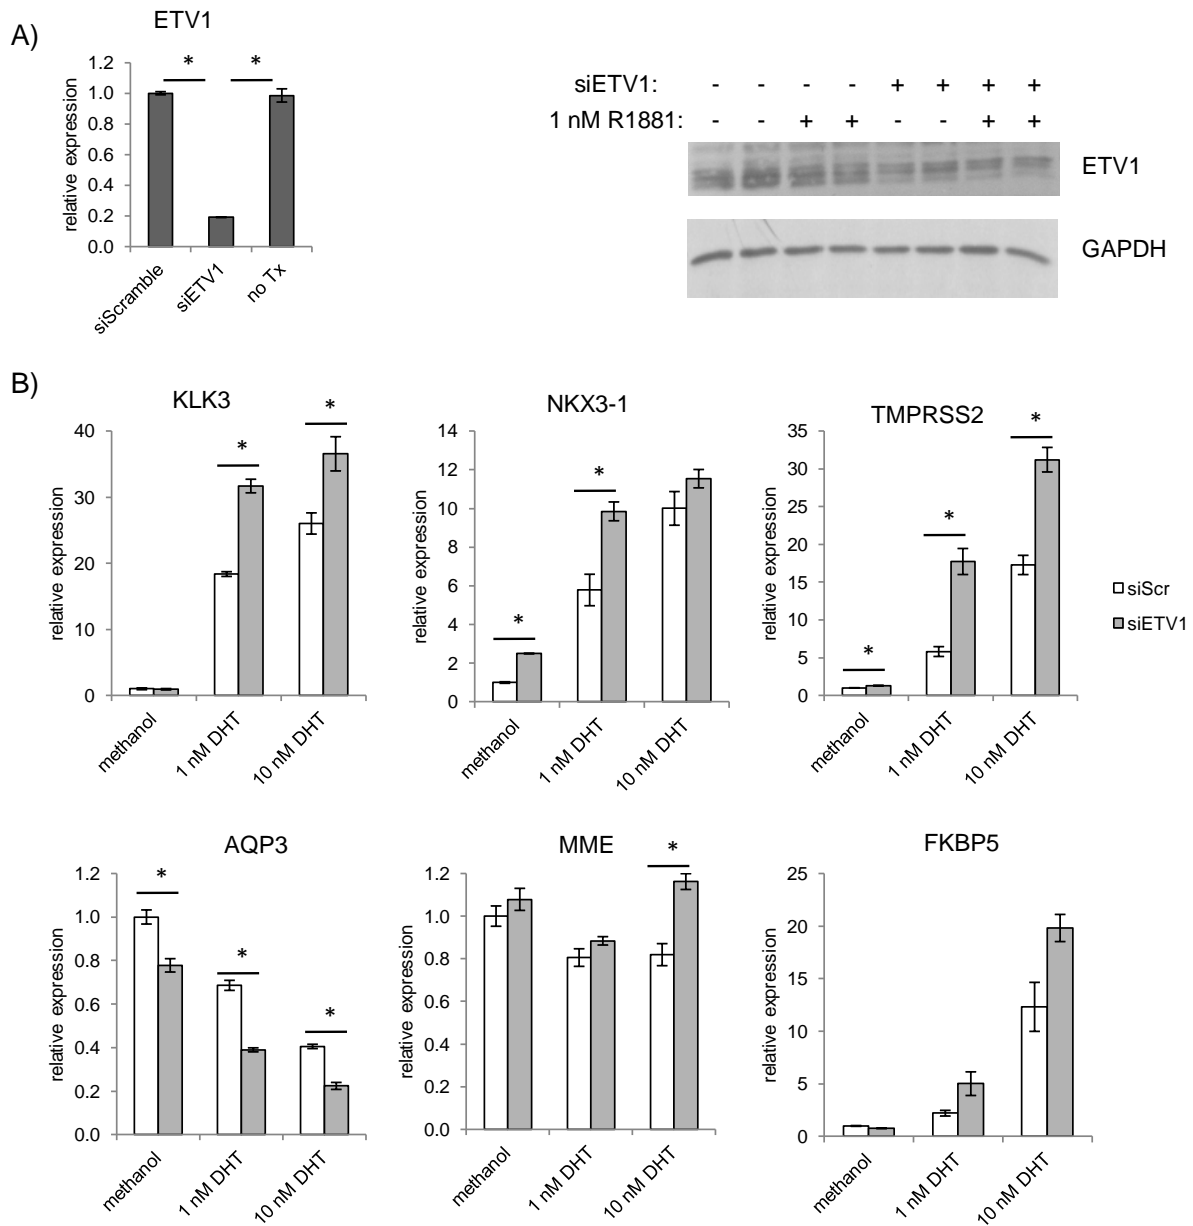 A)
ETV1
relative expression
1.2
1.0
0.8
0.6
0.4
0.2
0.0
* *
siScramble
siETV1
no Tx
siETV1: - - - - + + + +
1 nM R1881: - - + + - - + +
ETV1
GAPDH
B)
KLK3
relative expression
40
30
20
10
0
* *
methanol
1 nM DHT
10 nM DHT
NKX3-1
relative expression
14
12
10
8
6
4
2
0
* *
methanol
1 nM DHT
10 nM DHT
TMPRSS2
relative expression
35
30
25
20
15
10
5
0
* * *
methanol
1 nM DHT
10 nM DHT
siScr
siETV1
AQP3
relative expression
1.2
1.0
0.8
0.6
0.4
0.2
0.0
* * *
methanol
1 nM DHT
10 nM DHT
MME
relative expression
1.2
1.0
0.8
0.6
0.4
0.2
0.0
*
methanol
1 nM DHT
10 nM DHT
FKBP5
relative expression
25
20
15
10
5
0
methanol
1 nM DHT
10 nM DHT